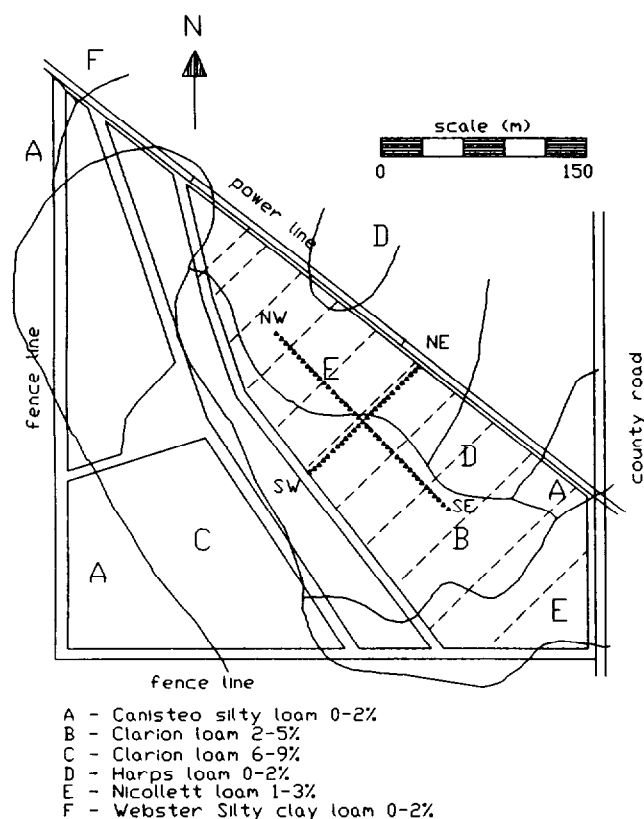 N
F
A
scale (m)
0 150
power line
D
NW
NE
E
fence line
county road
D
SW
A
SE
C
B
A
E
fence line
A - Canisteo silty loam 0-2%
B - Clarion loam 2-5%
C - Clarion loam 6-9%
D - Harps loam 0-2%
E - Nicollett loam 1-3%
F - Webster Silty clay loam 0-2%